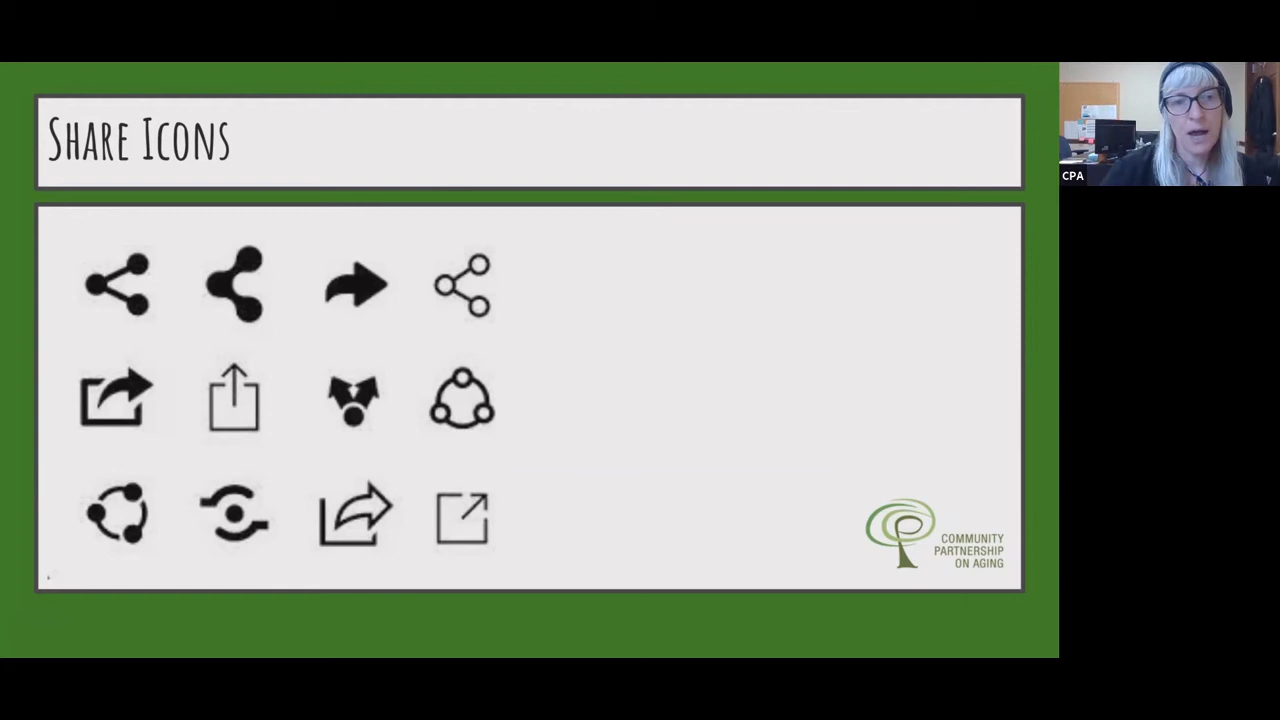 Share Icons
CPA
COMMUNITY
PARTNERSHIP
ON AGING